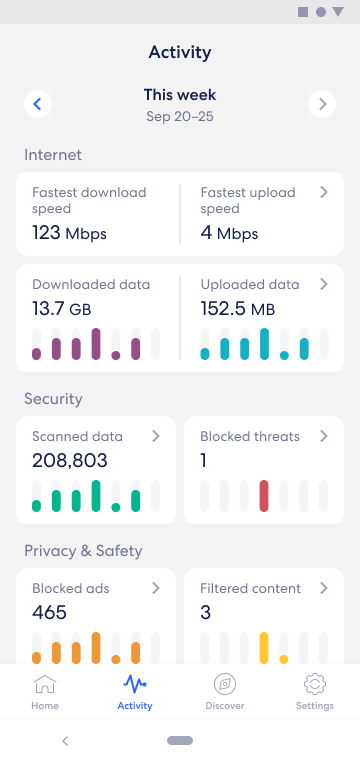 Activity
This week
Sep 20–25
Internet
Fastest download
speed
123 Mbps
Fastest upload
speed
4 Mbps
Downloaded data
13.7 GB
Uploaded data
152.5 MB
Security
Scanned data
208,803
Blocked threats
1
Privacy & Safety
Blocked ads
465
Filtered content
3
Home
Activity
Discover
Settings